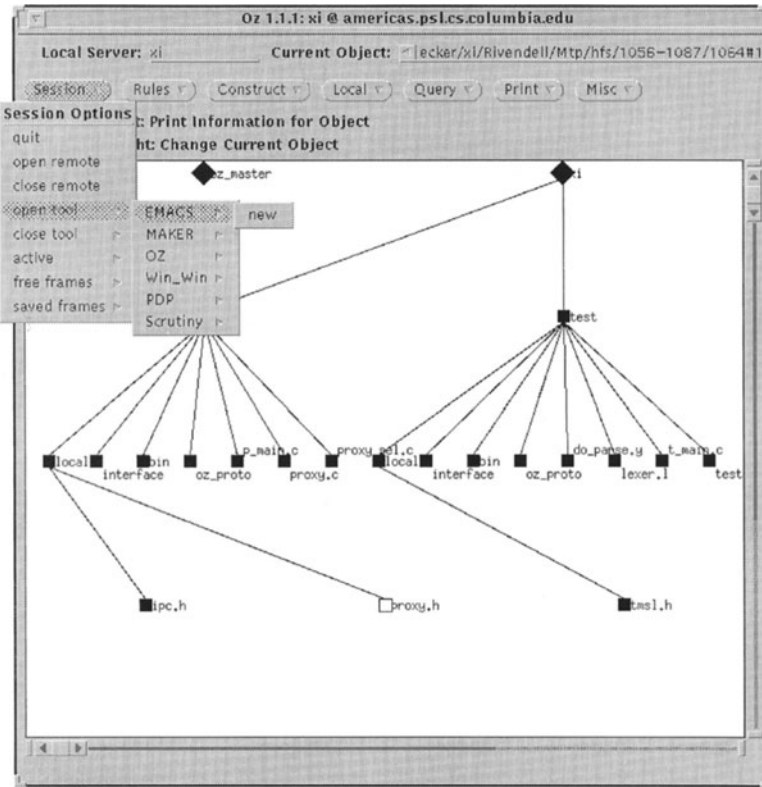 Oz 1.1.1: xi @ americas.psl.cs.columbia.edu
Local Server: xi Current Object: ecker/xi/Rivendell/Mtp/hfs/1056-1087/1064#1
Session Rules Construct Local Query Print Misc
Session Options t: Print Information for Object
quit ht: Change Current Object
open remote
close remote
open tool
close tool
active
free frames
saved frames
EMACS new
MAKER
OZ
Win_Win
PDP
Scrutiny
oz_master xi
test
p_main.c proxy_sel.c do_parse.y t_main.c
local bin local bin
interface oz_proto proxy.c interface oz_proto lexer.l test
ipc.h proxy.h tmsl.h